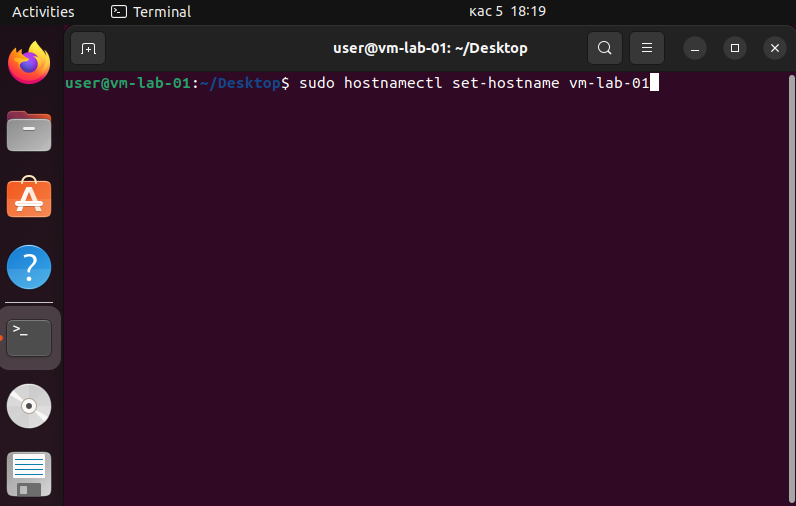 Activities
Terminal
кас 5 18:19
user@vm-lab-01: ~/Desktop
user@vm-lab-01:~/Desktop$ sudo hostnamectl set-hostname vm-lab-01